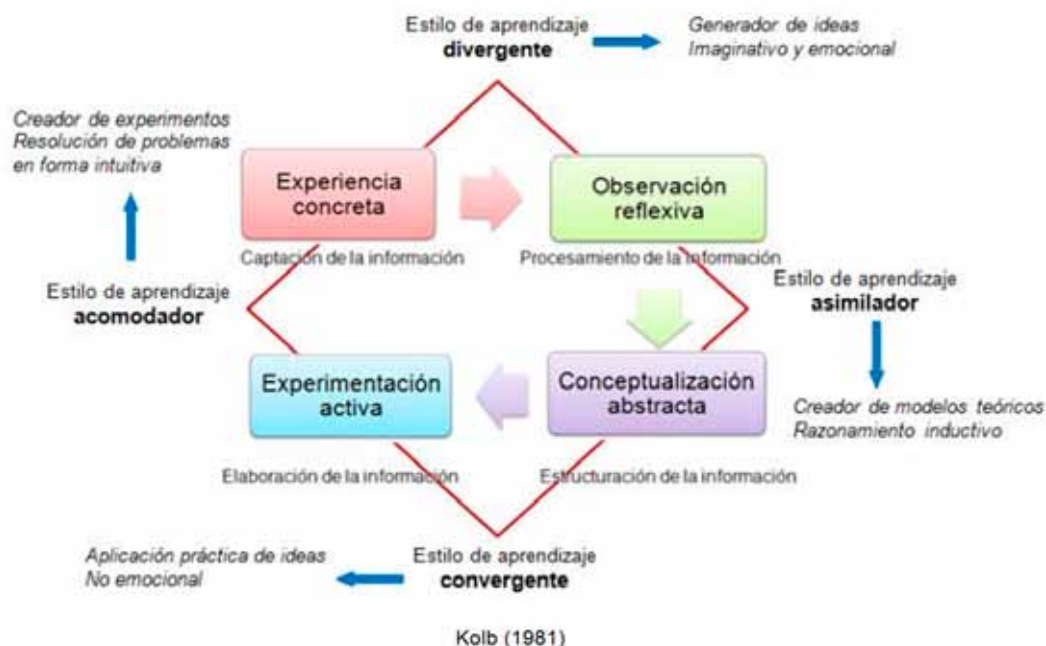 Estilo de aprendizaje
divergente
Generador de ideas
Imaginativo y emocional
Creador de experimentos
Resolución de problemas
en forma intuitiva
Experiencia
concreta
Observación
reflexiva
Captación de la información
Procesamiento de la información
Estilo de aprendizaje
acomodador
Estilo de aprendizaje
asimilador
Experimentación
activa
Conceptualización
abstracta
Creador de modelos teóricos
Razonamiento inductivo
Elaboración de la información
Estructuración de la información
Aplicación práctica de ideas
No emocional
Estilo de aprendizaje
convergente
Kolb (1981)